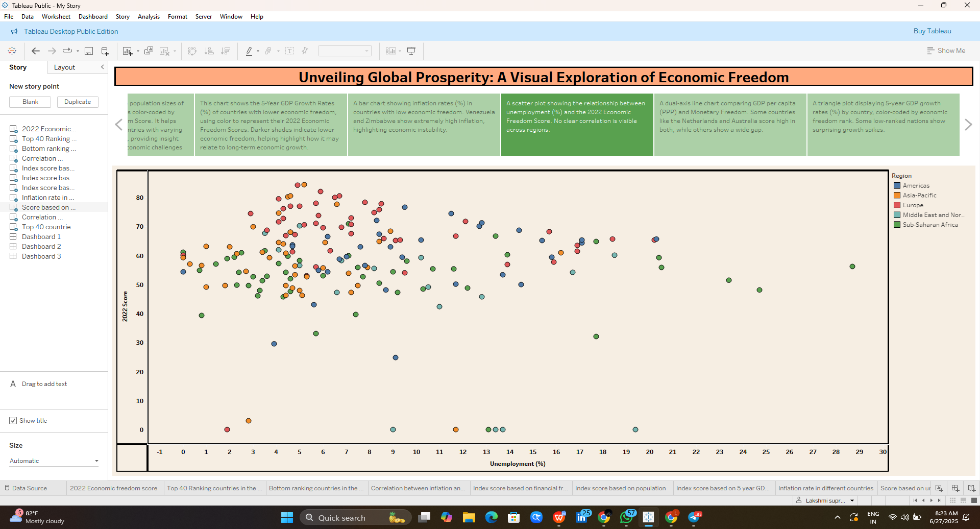 Tableau Public - My Story
File Data Worksheet Dashboard Story Analysis Format Server Window Help
Tableau Desktop Public Edition
Buy Tableau
Show Me
Story Layout
New story point
Blank Duplicate
2022 Economic
Top 40 Ranking ...
Bottom ranking ...
Correlation ...
Index score bas...
Index score bas
Index score bas...
Inflation rate in ...
Score based on ...
Correlation ...
Top 40 countrie
Dashboard 1
Dashboard 2
Dashboard 3
A Drag to add text
Show title
Size
Automatic
Unveiling Global Prosperity: A Visual Exploration of Economic Freedom
population sizes of
color-coded by
m Score. It helps
ntries with varying
providing insight
conomic challenges
This chart shows the 5-Year GDP Growth Rates
(%) of countries with lower economic freedom,
using color to represent their 2022 Economic
Freedom Scores. Darker shades indicate lower
economic freedom, helping highlight how it may
relate to long-term economic growth.
A bar chart showing inflation rates (%) in
countries with low economic freedom. Venezuela
and Zimbabwe show extremely high inflation,
highlighting economic instability.
A scatter plot showing the relationship between
unemployment (%) and the 2022 Economic
Freedom Score. No clear correlation is visible
across regions.
A dual-axis line chart comparing GDP per capita
(PPP) and Monetary Freedom. Some countries
like the Netherlands and Australia score high in
both, while others show a wide gap.
A triangle plot displaying 5-year GDP growth
rates (%) by country, color-coded by economic
freedom rank. Some low-ranked nations show
surprising growth spikes.
2022 Score
80
70
60
50
40
30
20
10
0
-1 0 1 2 3 4 5 6 7 8 9 10 11 12 13 14 15 16 17 18 19 20 21 22 23 24 25 26 27 28 29 30
Unemployment (%)
Region
Americas
Asia-Pacific
Europe
Middle East and Nor...
Sub-Saharan Africa
Data Source 2022 Economic freedom score Top 40 Ranking countries in the Bottom ranking countries in the Correlation between inflation an... Index score based on financial fr Index score based on population Index score based on 5 year GD... Inflation rate in different countries Score based on un
Lakshmi supr...
82°F
Mostly cloudy
Quick search
ENG
IN
8:23 AM
6/27/2025